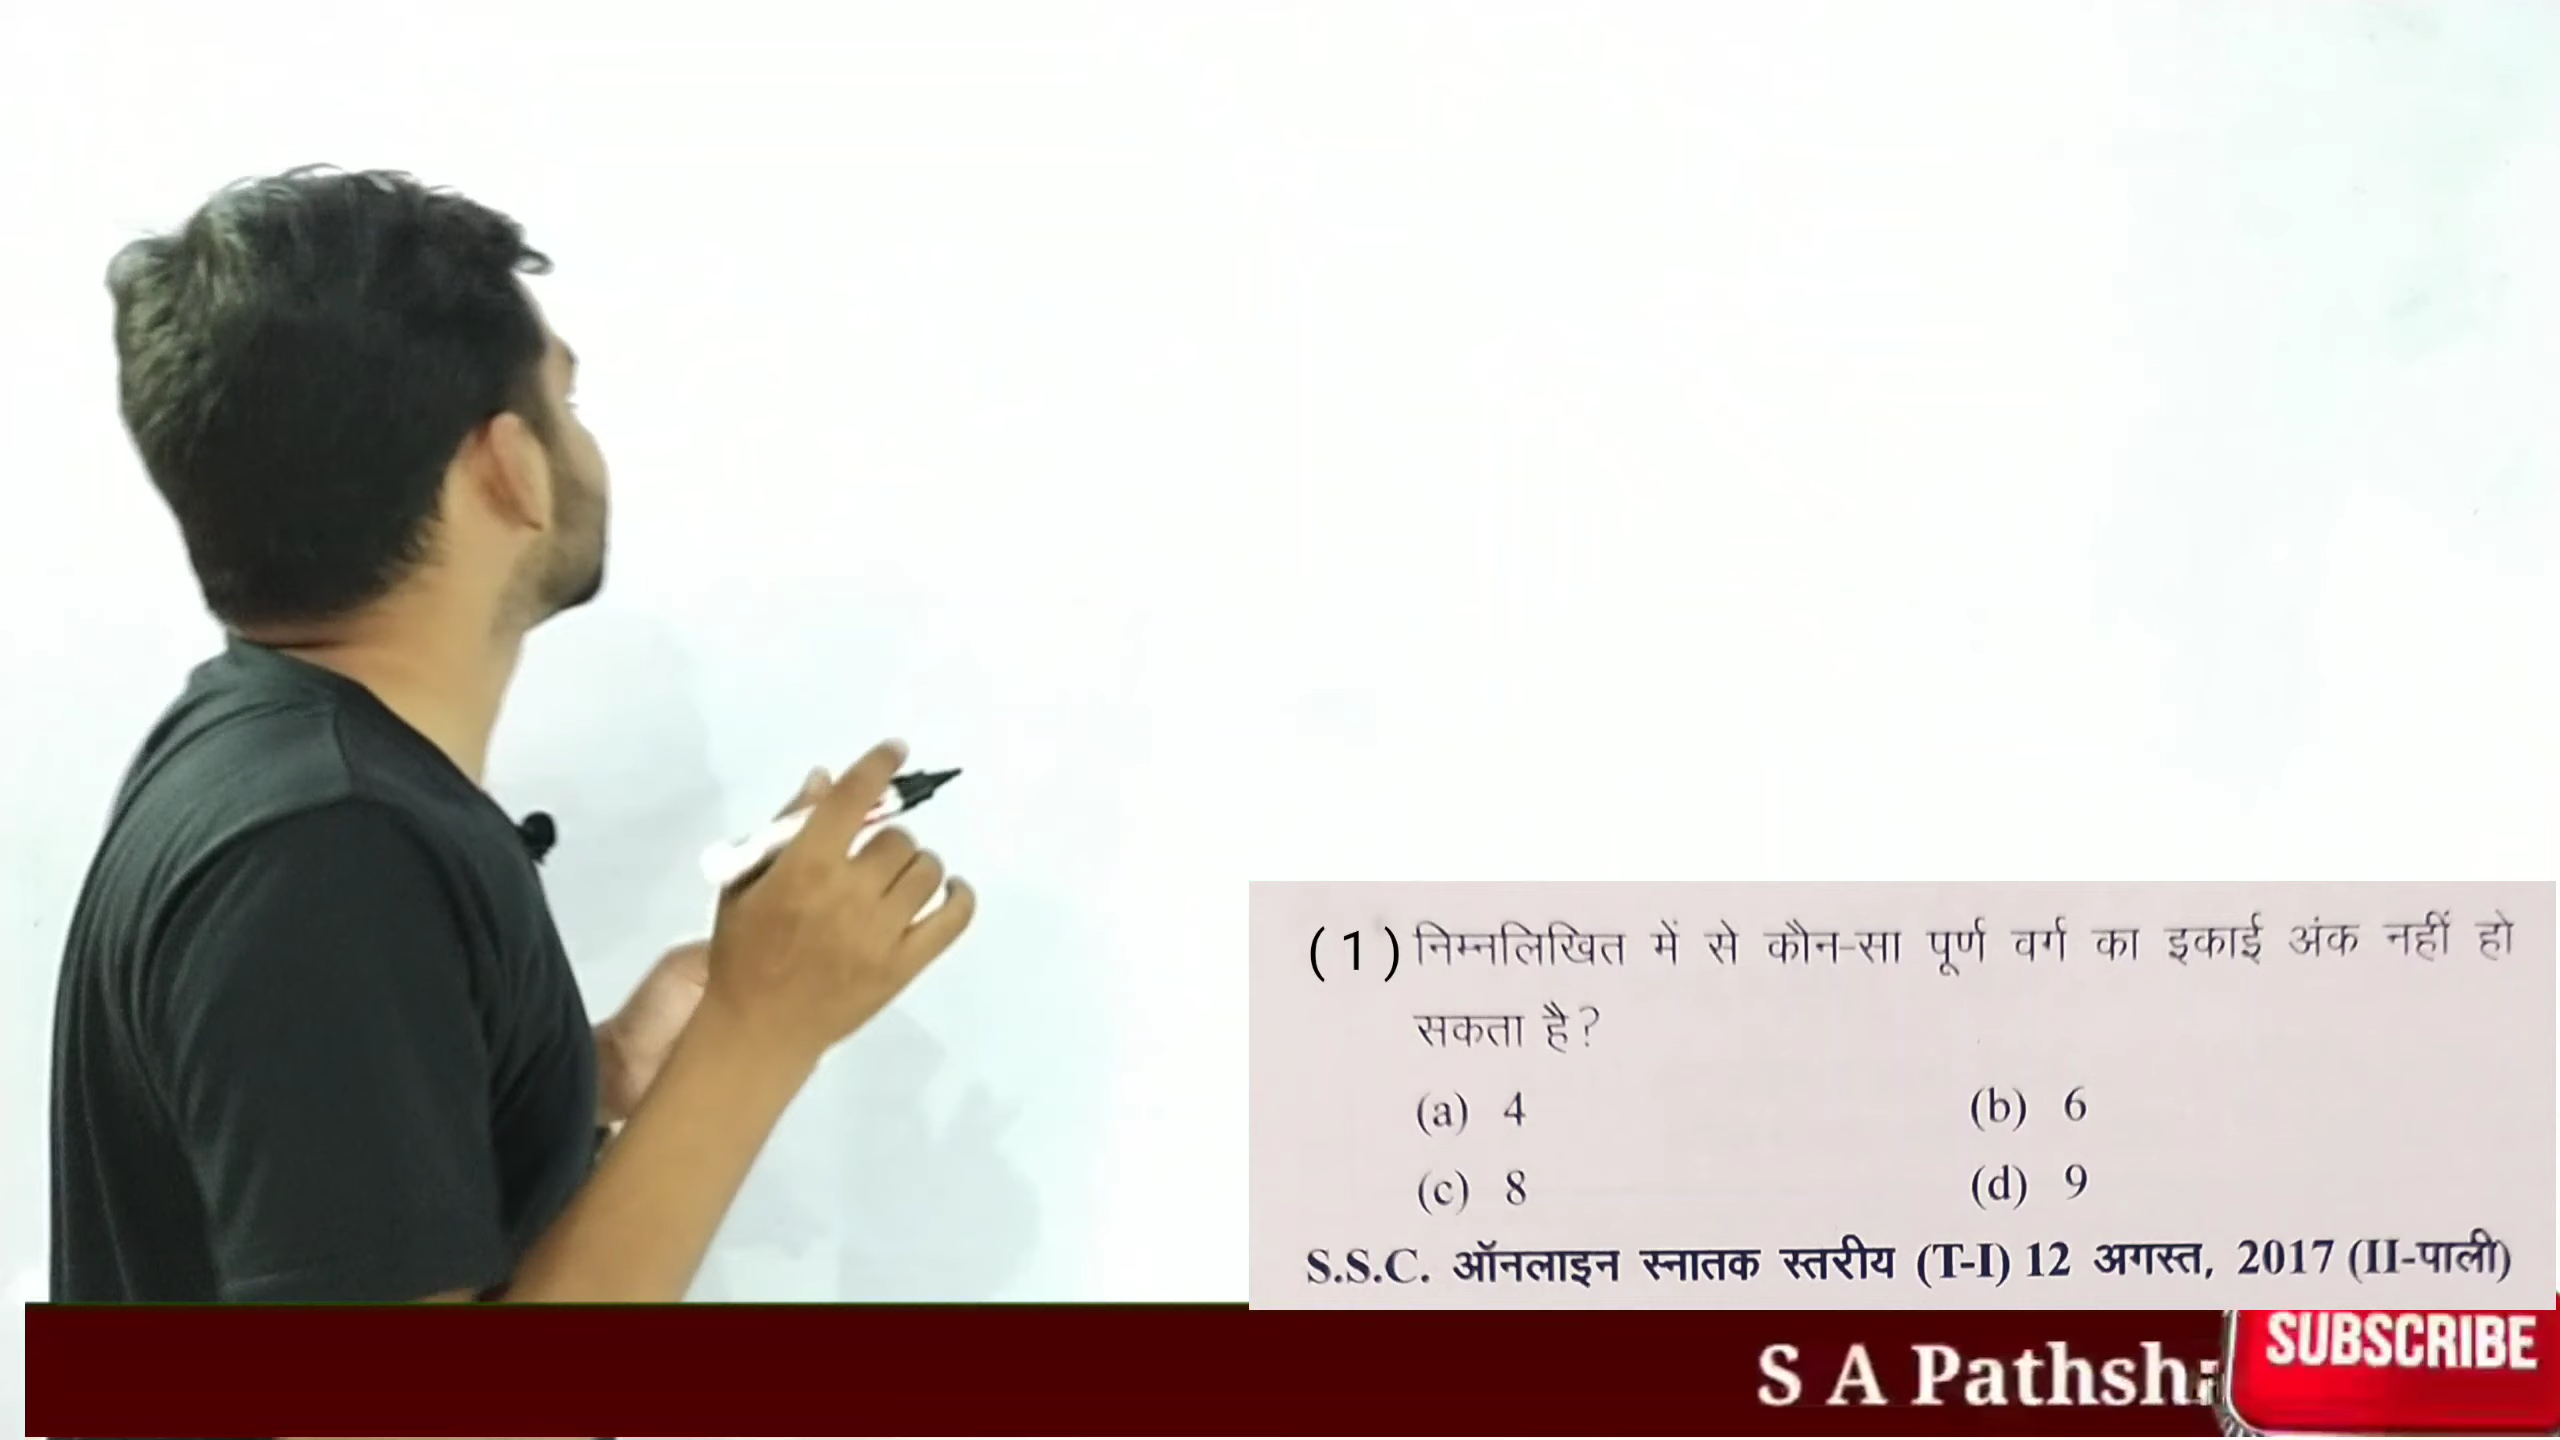 (1) निम्नलिखित में से कौन-सा पूर्ण वर्ग का इकाई अंक नहीं हो
सकता है?
(a) 4 (b) 6
(c) 8 (d) 9
S.S.C. ऑनलाइन स्नातक स्तरीय (T-I) 12 अगस्त, 2017 (II-पाली)
S A
SUBSCRIBE